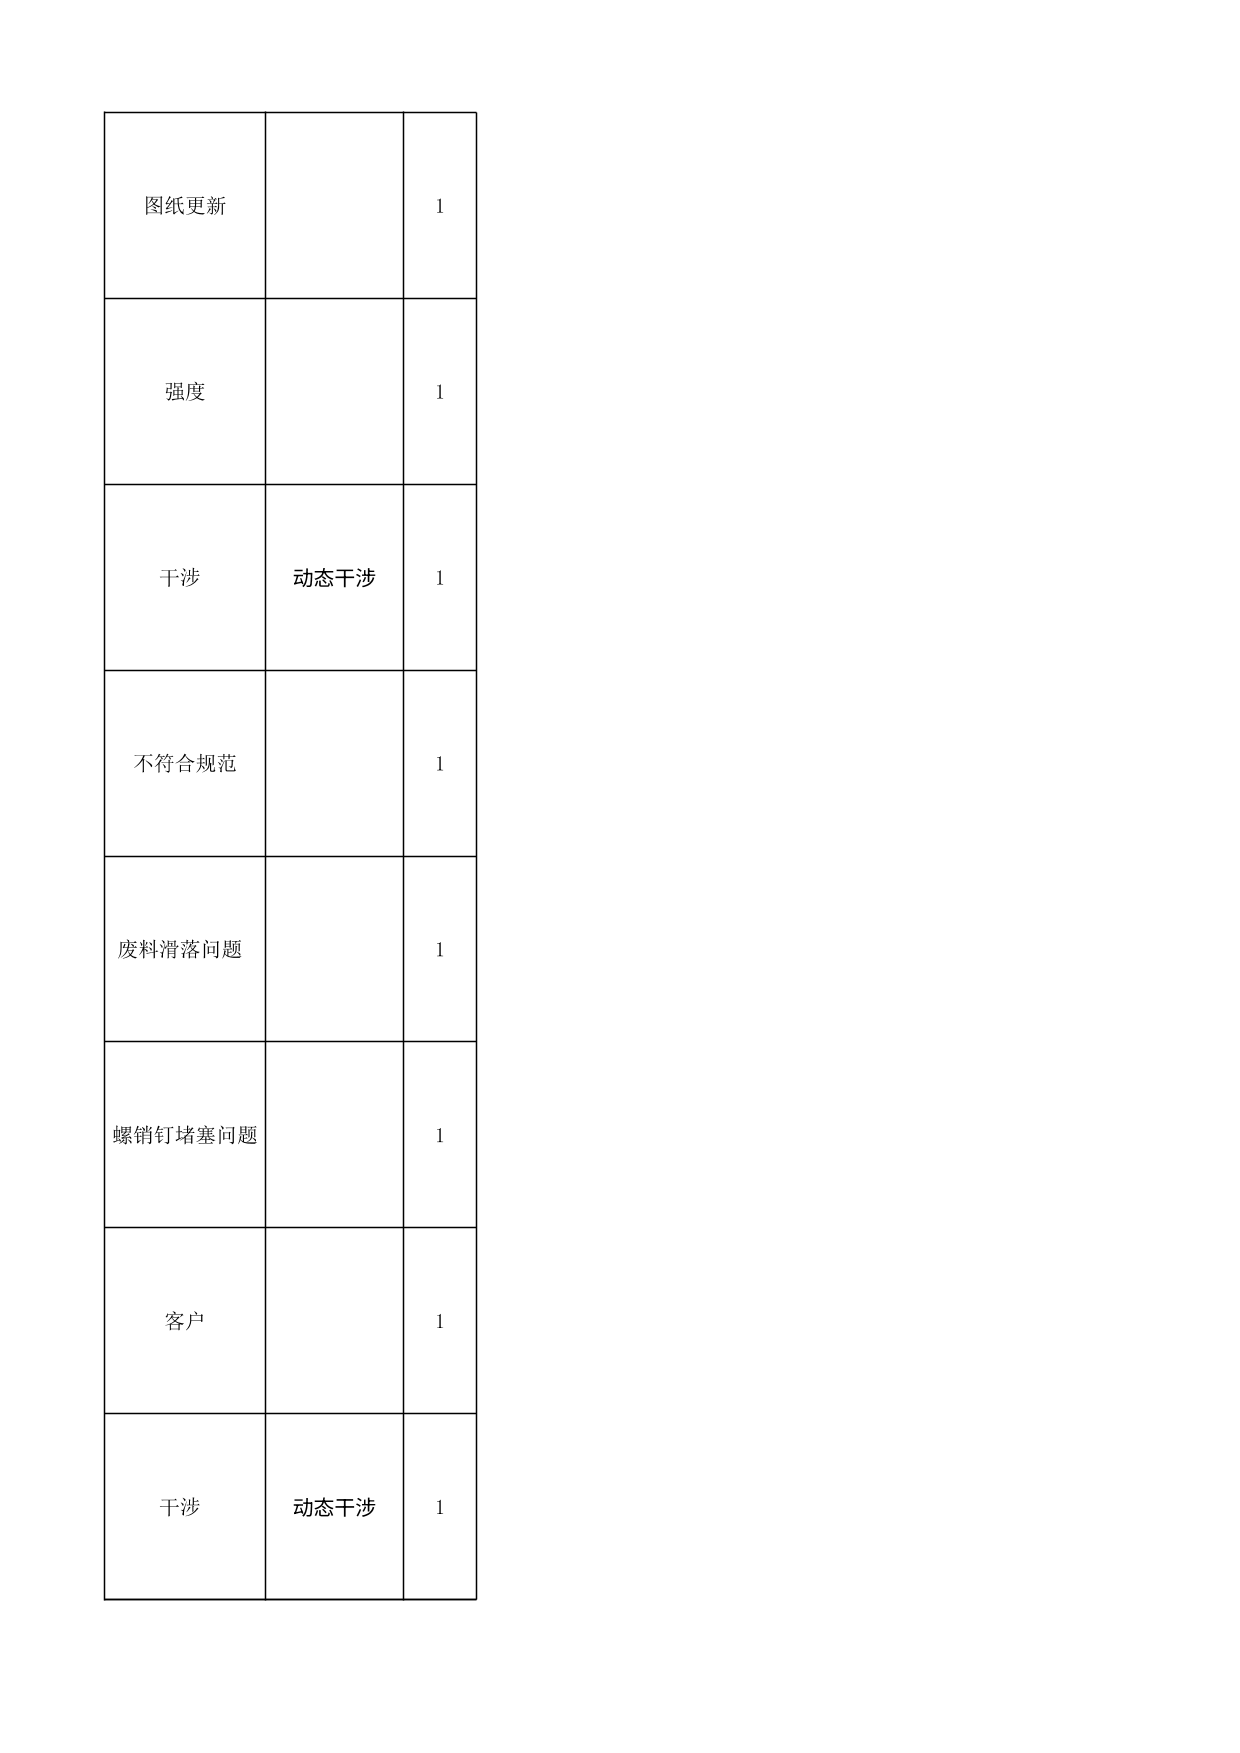 图纸更新 1
强度 1
干涉 动态干涉 1
不符合规范 1
废料滑落问题 1
螺销钉堵塞问题 1
客户 1
干涉 动态干涉 1